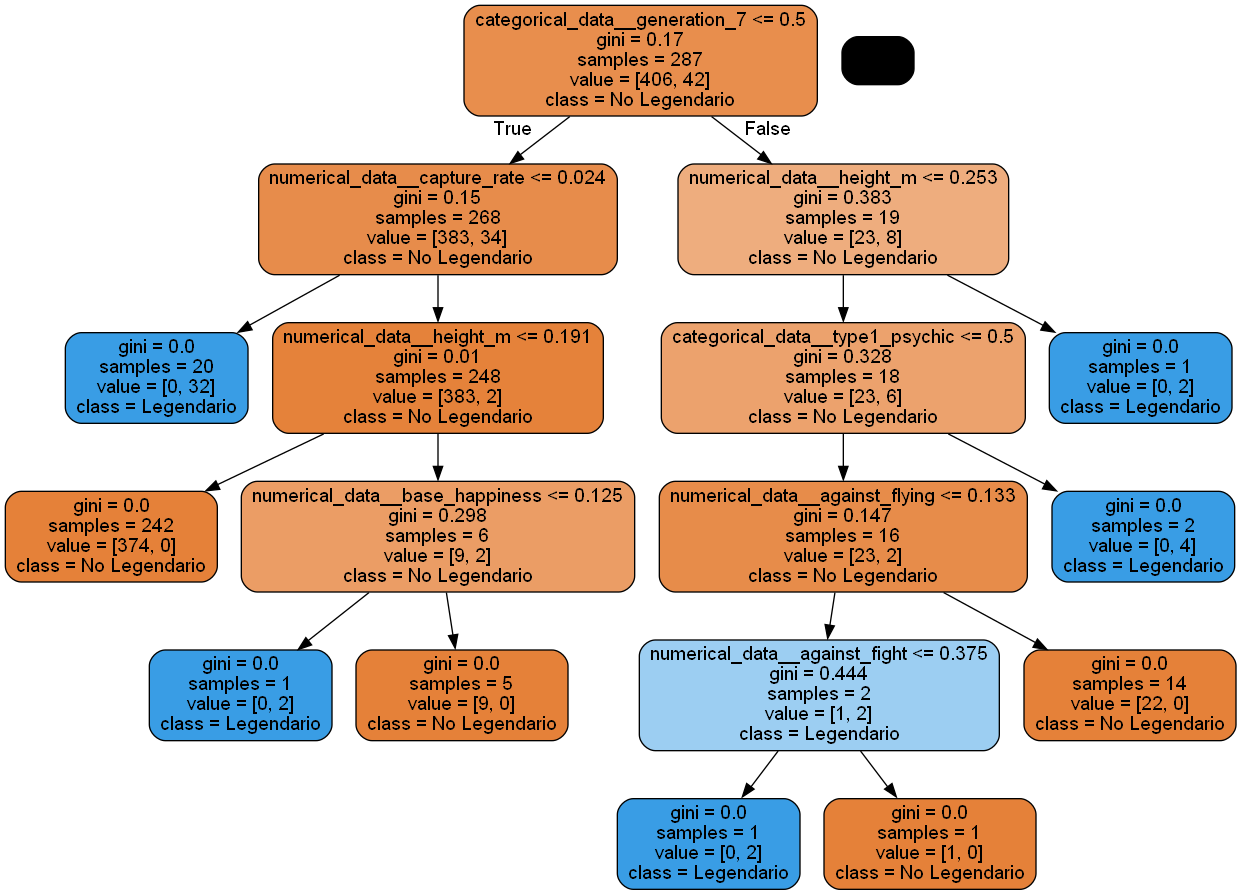 categorical_data__generation_7 <= 0.5
gini = 0.17
samples = 287
value = [406, 42]
class = No Legendario
True
False
numerical_data__capture_rate <= 0.024
gini = 0.15
samples = 268
value = [383, 34]
class = No Legendario
numerical_data__height_m <= 0.253
gini = 0.383
samples = 19
value = [23, 8]
class = No Legendario
gini = 0.0
samples = 20
value = [0, 32]
class = Legendario
numerical_data__height_m <= 0.191
gini = 0.01
samples = 248
value = [383, 2]
class = No Legendario
categorical_data__type1_psychic <= 0.5
gini = 0.328
samples = 18
value = [23, 6]
class = No Legendario
gini = 0.0
samples = 1
value = [0, 2]
class = Legendario
gini = 0.0
samples = 242
value = [374, 0]
class = No Legendario
numerical_data__base_happiness <= 0.125
gini = 0.298
samples = 6
value = [9, 2]
class = No Legendario
numerical_data__against_flying <= 0.133
gini = 0.147
samples = 16
value = [23, 2]
class = No Legendario
gini = 0.0
samples = 2
value = [0, 4]
class = Legendario
gini = 0.0
samples = 1
value = [0, 2]
class = Legendario
gini = 0.0
samples = 5
value = [9, 0]
class = No Legendario
numerical_data__against_fight <= 0.375
gini = 0.444
samples = 2
value = [1, 2]
class = Legendario
gini = 0.0
samples = 14
value = [22, 0]
class = No Legendario
gini = 0.0
samples = 1
value = [0, 2]
class = Legendario
gini = 0.0
samples = 1
value = [1, 0]
class = No Legendario